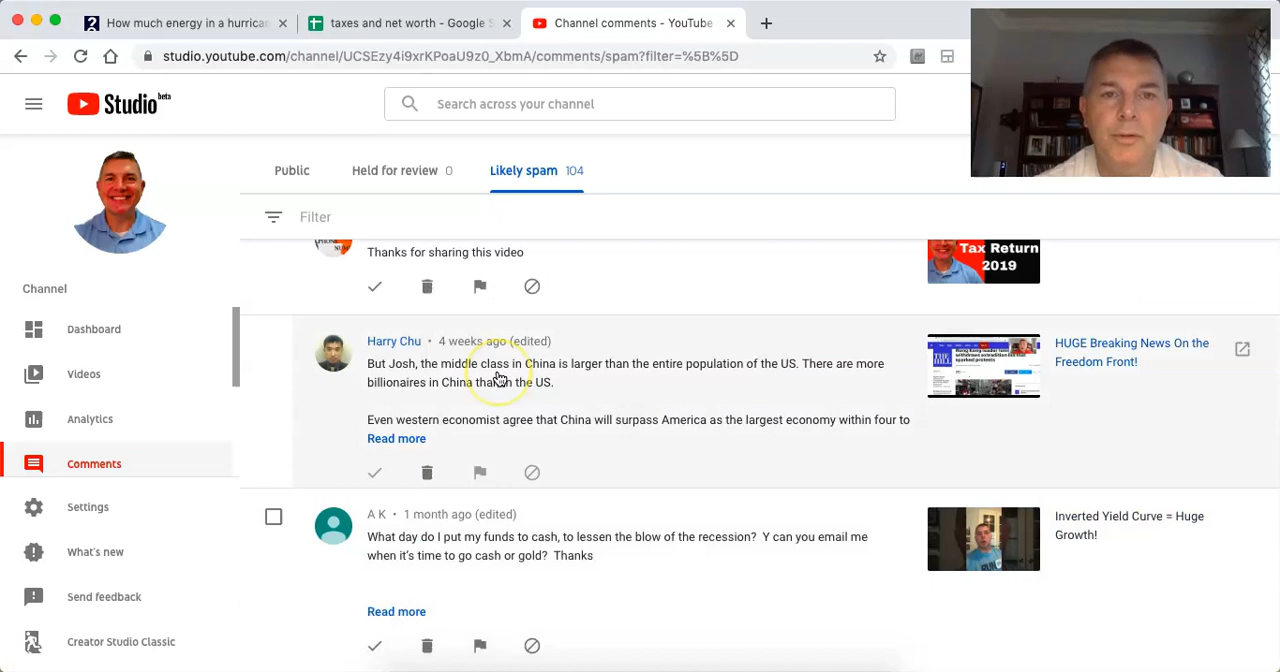 How much energy in a hurrican
taxes and net worth - Google S
Channel comments - YouTube
studio.youtube.com/channel/UCSEzy4i9xrKPoaU9z0_XbmA/comments/spam?filter=%5B%5D
Studio beta
Search across your channel
Public
Held for review 0
Likely spam 104
Filter
Channel
Dashboard
Videos
Analytics
Comments
Settings
What's new
Send feedback
Creator Studio Classic
Thanks for sharing this video
Tax Return
2019
Harry Chu • 4 weeks ago (edited)
But Josh, the middle class in China is larger than the entire population of the US. There are more
billionaires in China than in the US.
Even western economist agree that China will surpass America as the largest economy within four to
Read more
HUGE Breaking News On the
Freedom Front!
A K • 1 month ago (edited)
What day do I put my funds to cash, to lessen the blow of the recession? Y can you email me
when it's time to go cash or gold? Thanks
Read more
Inverted Yield Curve = Huge
Growth!